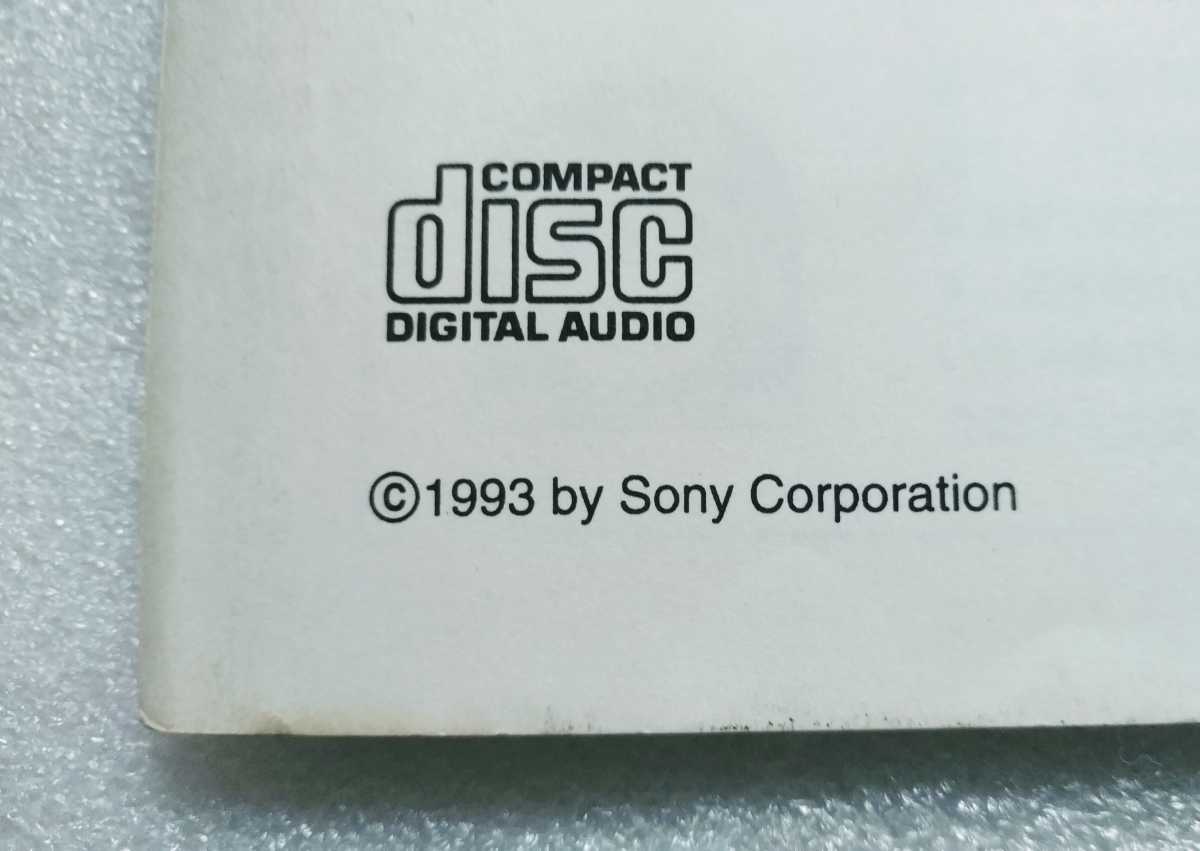 COMPACT
disc
DIGITAL AUDIO
©1993 by Sony Corporation